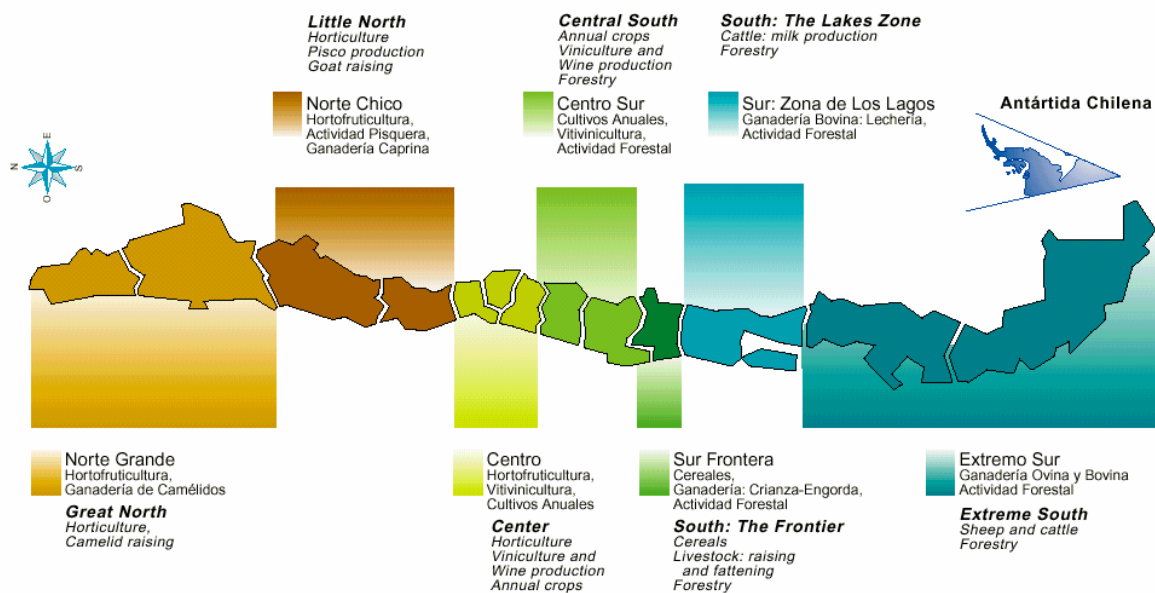 Little North
Horticulture
Pisco production
Goat raising
Norte Chico
Hortofruticultura,
Actividad Pisquera,
Ganadería Caprina
Central South
Annual crops
Viniculture and
Wine production
Forestry
Centro Sur
Cultivos Anuales,
Vitivinicultura,
Actividad Forestal
South: The Lakes Zone
Cattle: milk production
Forestry
Sur: Zona de Los Lagos
Ganadería Bovina: Lechería,
Actividad Forestal
Antártida Chilena
E
N
S
O
Norte Grande
Hortofruticultura,
Ganadería de Camélidos
Great North
Horticulture,
Camelid raising
Centro
Hortofruticultura,
Vitivinicultura,
Cultivos Anuales
Center
Horticulture
Viniculture and
Wine production
Annual crops
Sur Frontera
Cereales,
Ganadería: Crianza-Engorda,
Actividad Forestal
South: The Frontier
Cereals
Livestock: raising
and fattening
Forestry
Extremo Sur
Ganadería Ovina y Bovina
Actividad Forestal
Extreme South
Sheep and cattle
Forestry